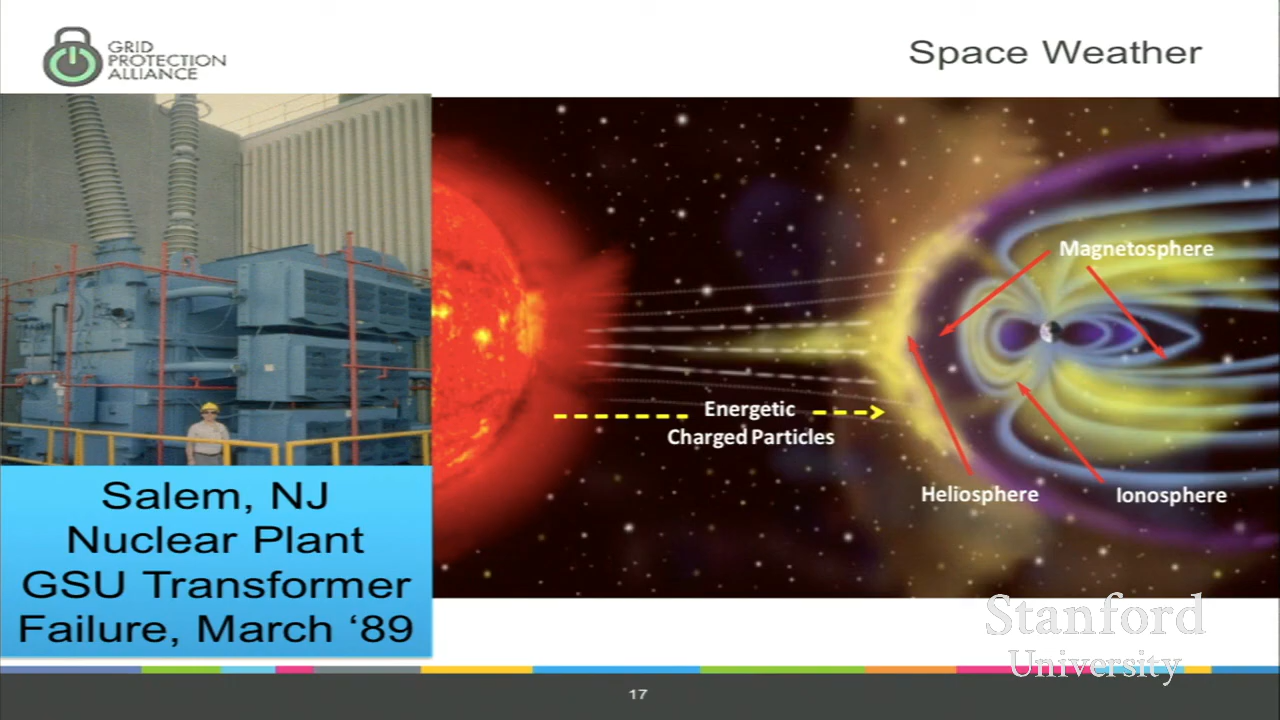 GRID
PROTECTION
ALLIANCE
Space Weather
Magnetosphere
Energetic
Charged Particles
Heliosphere
Ionosphere
Salem, NJ
Nuclear Plant
GSU Transformer
Failure, March ‘89
Stanford
University
17